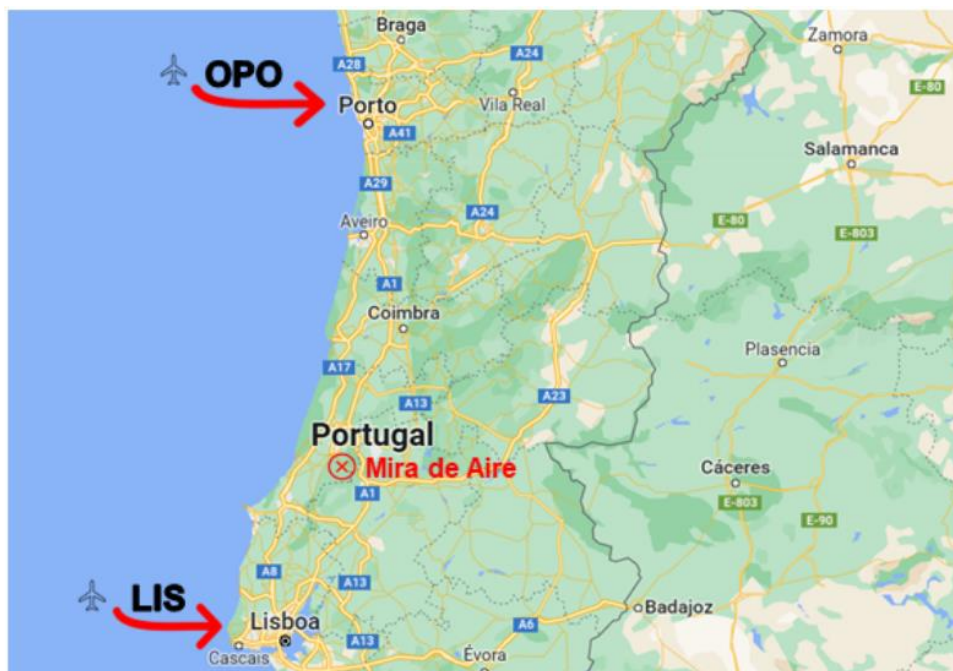 Braga
Zamora
A24
A28
OPO
E-80
Porto
Vila Real
A41
Salamanca
A29
A24
Aveiro
E-80
E-803
A1
Coimbra
Plasencia
A17
A13
A23
Portugal
Mira de Aire
Cáceres
A1
E-803
E-90
A8
A13
LIS
Lisboa
Badajoz
A6
A13
Cascais
Évora